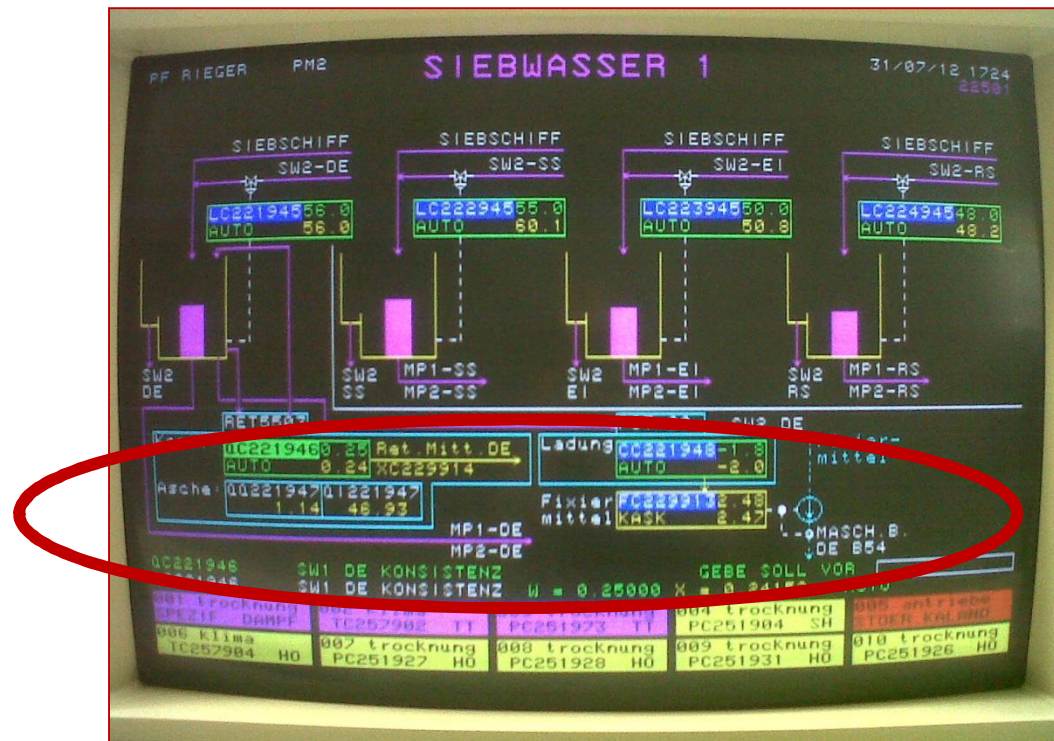 PF RIEGER PM2 SIEBWASSER 1 31/07/12 1724
22501
SIEBSCHIFF SIEBSCHIFF SIEBSCHIFF SIEBSCHIFF
SW2-DE SW2-SS SW2-EI SW2-RS
LC221945 56.0 LC222945 55.0 LC223945 50.0 LC224945 48.0
AUTO 56.0 AUTO 60.1 AUTO 50.8 AUTO 48.2
SW2 SW2 MP1-SS SW2 MP1-EI SW2 MP1-RS
DE SS MP2-SS EI MP2-EI RS MP2-RS
RET5507 SW2 DE
QC221946 0.25 Ret.Mitt.DE Ladung CC221948 -1.8
AUTO 0.24 XC229914 AUTO -2.0 mittel
Asche: QQ221947 QI221947 Fixier FC229913 2.48
1.14 46.93 mittel KASK 2.47
MP1-DE MASCH.B.
MP2-DE DE B54
QC221946 SW1 DE KONSISTENZ GEBE SOLL VOR
SW1 DE KONSISTENZ W = 0.25000 X =
001 trocknung 004 trocknung 005 antriebe
SPEZIF DAMPF TC257902 TT PC251973 TT PC251904 SH
006 klima 007 trocknung 008 trocknung 009 trocknung 010 trocknung
TC257904 HO PC251927 HO PC251928 HO PC251931 HO PC251926 HO